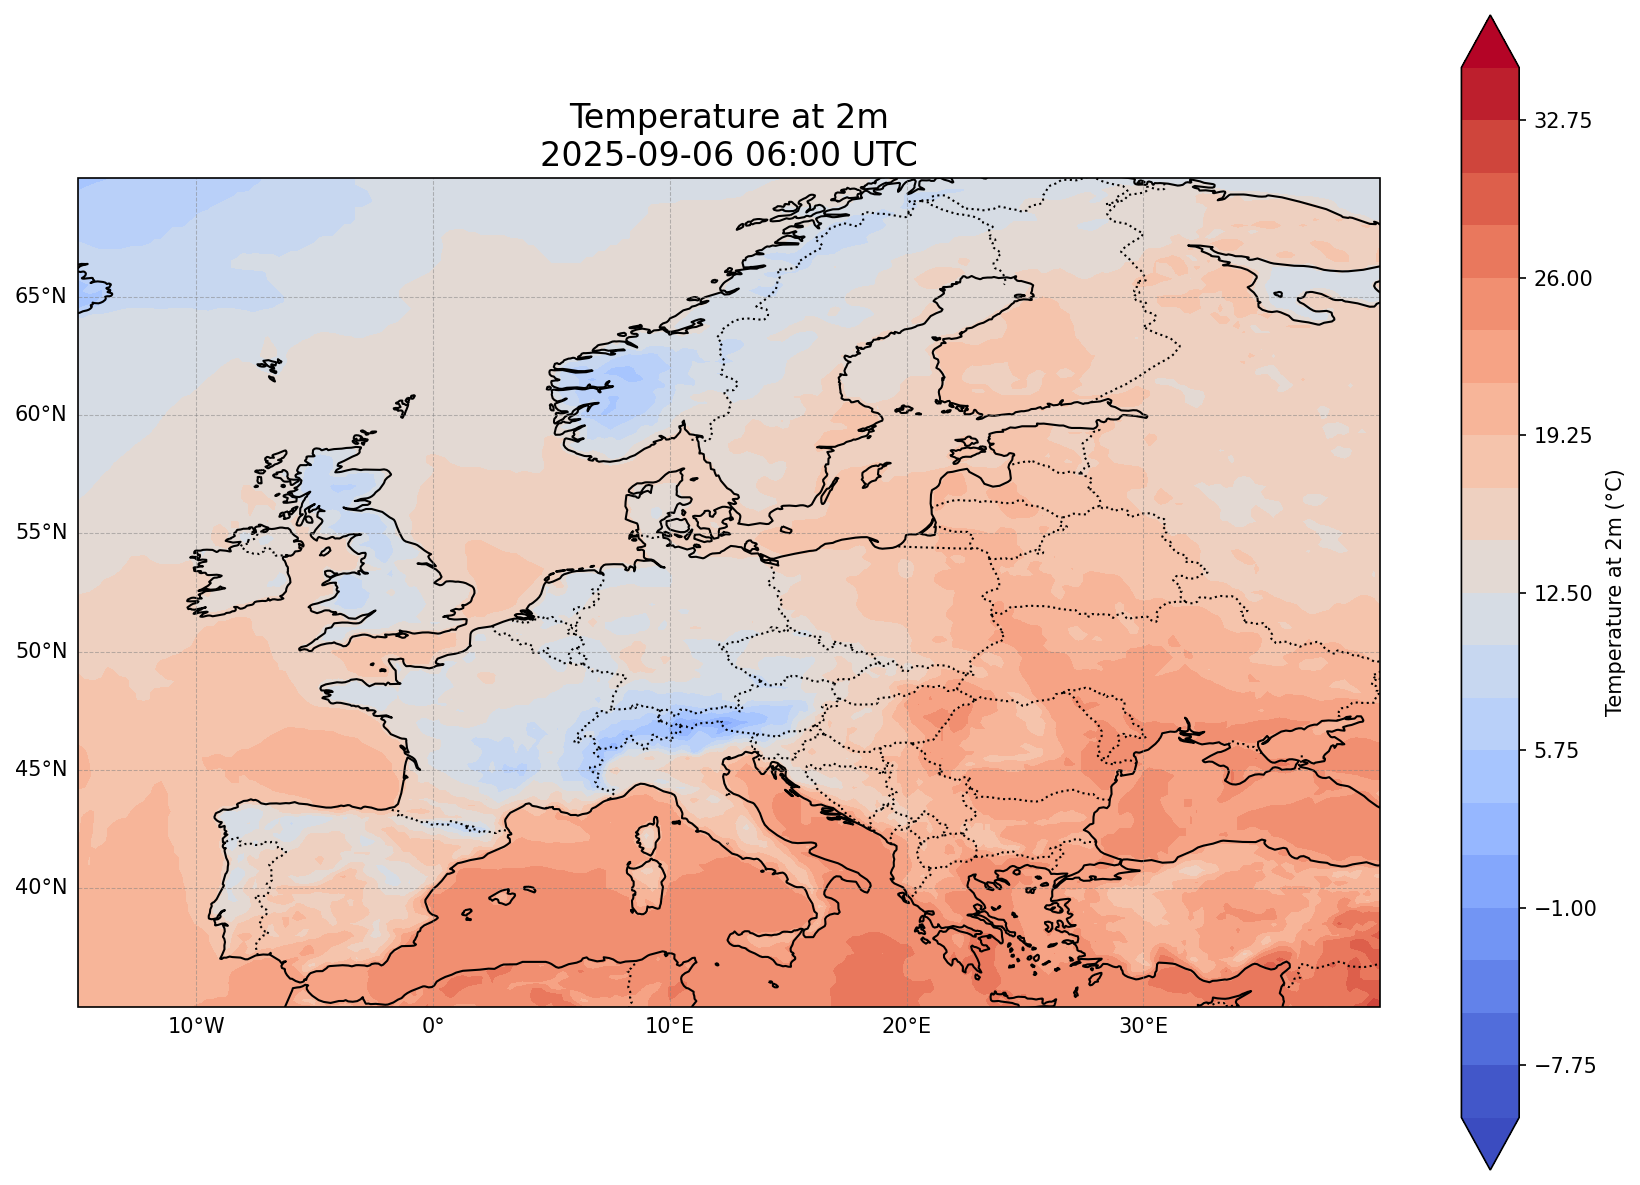 Temperature at 2m
2025-09-06 06:00 UTC
65°N
60°N
55°N
50°N
45°N
40°N
10°W
0°
10°E
20°E
30°E
32.75
26.00
19.25
12.50
5.75
−1.00
−7.75
Temperature at 2m (°C)